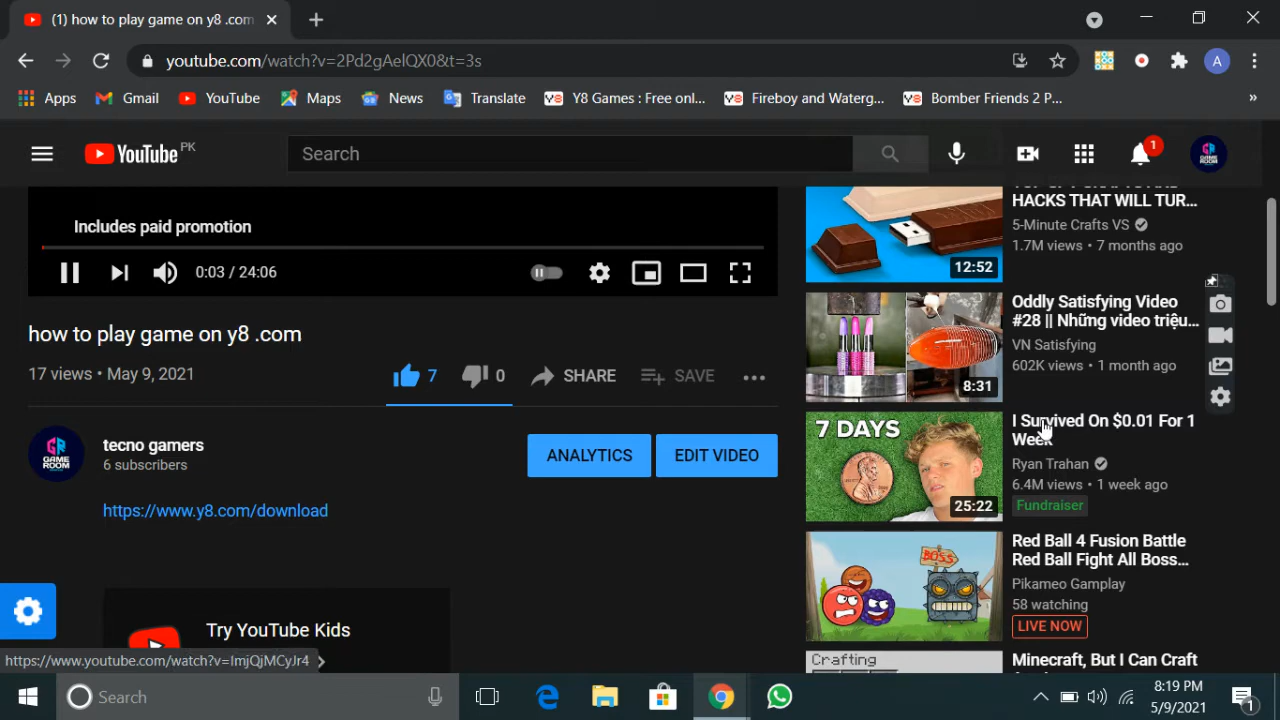 (1) how to play game on y8 .com
youtube.com/watch?v=2Pd2gAelQX0&t=3s
A
Apps
Gmail
YouTube
Maps
News
Translate
Y8 Games : Free onl...
Fireboy and Waterg...
Bomber Friends 2 P...
»
YouTube PK
Search
1
GAME ROOM
Includes paid promotion
0:03 / 24:06
how to play game on y8 .com
17 views • May 9, 2021
7
0
SHARE
SAVE
GAME ROOM
tecno gamers
6 subscribers
ANALYTICS
EDIT VIDEO
https://www.y8.com/download
Try YouTube Kids
HACKS THAT WILL TUR...
5-Minute Crafts VS
1.7M views • 7 months ago
12:52
Oddly Satisfying Video
#28 || Những video triệu...
VN Satisfying
602K views • 1 month ago
8:31
7 DAYS
I Survived On $0.01 For 1
Week
Ryan Trahan
6.4M views • 1 week ago
25:22
Fundraiser
BOSS
Red Ball 4 Fusion Battle
Red Ball Fight All Boss...
Pikameo Gamplay
58 watching
LIVE NOW
Crafting
Minecraft, But I Can Craft
https://www.youtube.com/watch?v=ImjQjMCyJr4
Search
8:19 PM
5/9/2021
1